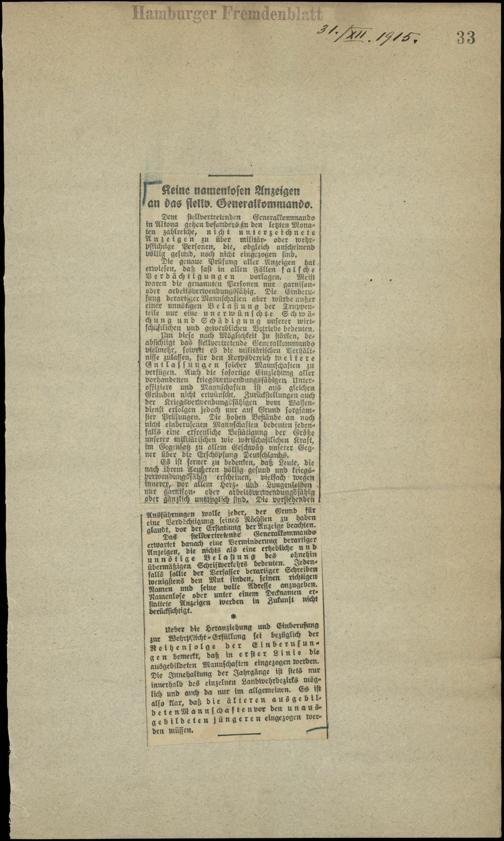 Hamburger Fremdenblatt
31./XII. 1915.
33
Keine namenlosen Anzeigen
an das stellv. Generalkommando.
Dem stellvertretenden Generalkommando
in Altona gehen besonders in den letzten Mona-
ten zahlreiche, nicht unterzeichnete
Anzeigen zu über militär- oder wehr-
pflichtige Personen, die, obgleich anscheinend
völlig gesund, noch nicht eingezogen sind.
Die genaue Prüfung aller Anzeigen hat
erwiesen, daß fast in allen Fällen falsche
Verdächtigungen vorlagen. Meist
waren die genannten Personen nur garnison-
oder arbeitsverwendungsfähig. Die Einberu-
fung derartiger Mannschaften aber würde außer
einer unnötigen Belastung der Truppen-
teile nur eine unerwünschte Schwä-
chung und Schädigung unserer wirt-
schaftlichen und gewerblichen Betriebe bedeuten.
Um diese nach Möglichkeit zu stärken, be-
absichtigt das stellvertretende Generalkommando
vielmehr, soweit es die militärischen Verhält-
nisse zulassen, für den Korpsbereich weitere
Entlassungen solcher Mannschaften zu
verfügen. Auch die sofortige Einziehung aller
vorhandenen kriegsverwendungsfähigen Unter-
offiziere und Mannschaften ist aus gleichen
Gründen nicht erwünscht. Zurückstellungen auch
der Kriegsverwendungsfähigen vom Waffen-
dienst erfolgen jedoch nur auf Grund sorgsam-
ster Prüfungen. Die hohen Bestände an noch
nicht einberufenen Mannschaften bedeuten jeden-
falls eine erfreuliche Bestätigung der Größe
unserer militärischen wie wirtschaftlichen Kraft,
im Gegensatz zu allem Geschwätz unserer Geg-
ner über die Erschöpfung Deutschlands.
Es ist ferner zu bedenken, daß Leute, die
nach ihrem Aeußeren völlig gesund und kriegs-
verwendungsfähig erscheinen, vielfach wegen
innerer, vor allem Herz- und Lungenleiden
nur garnison- oder arbeitsverwendungsfähig
oder gänzlich untauglich sind. Die vorstehenden
Ausführungen wolle jeder, der Grund für
eine Verdächtigung seines Nächsten zu haben
glaubt, vor der Erstattung der Anzeige beachten.
Das stellvertretende Generalkommando
erwartet danach eine Verminderung derartiger
Anzeigen, die nichts als eine erhebliche und
unnötige Belastung des ohnehin
übermäßigen Schriftverkehrs bedeuten. Jeden-
falls sollte der Verfasser derartiger Schreiben
wenigstens den Mut finden, seinen richtigen
Namen und seine volle Adresse anzugeben.
Namenlose oder unter einem Decknamen er-
stattete Anzeigen werden in Zukunft nicht
berücksichtigt.
*
Ueber die Heranziehung und Einberufung
zur Wehrpflicht-Erfüllung sei bezüglich der
Reihenfolge der Einberufun-
gen bemerkt, daß in erster Linie die
ausgebildeten Mannschaften eingezogen werden.
Die Innehaltung der Jahrgänge ist stets nur
innerhalb des einzelnen Landwehrbezirks mög-
lich und auch da nur im allgemeinen. Es ist
also klar, daß die älteren ausgebil-
deten Mannschaften vor den unaus-
gebildeten jüngeren eingezogen wer-
den müssen.